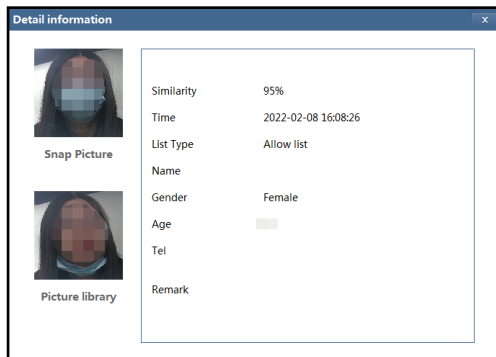 Detail information
x
Snap Picture
Picture library
Similarity 95%
Time 2022-02-08 16:08:26
List Type Allow list
Name
Gender Female
Age
Tel
Remark